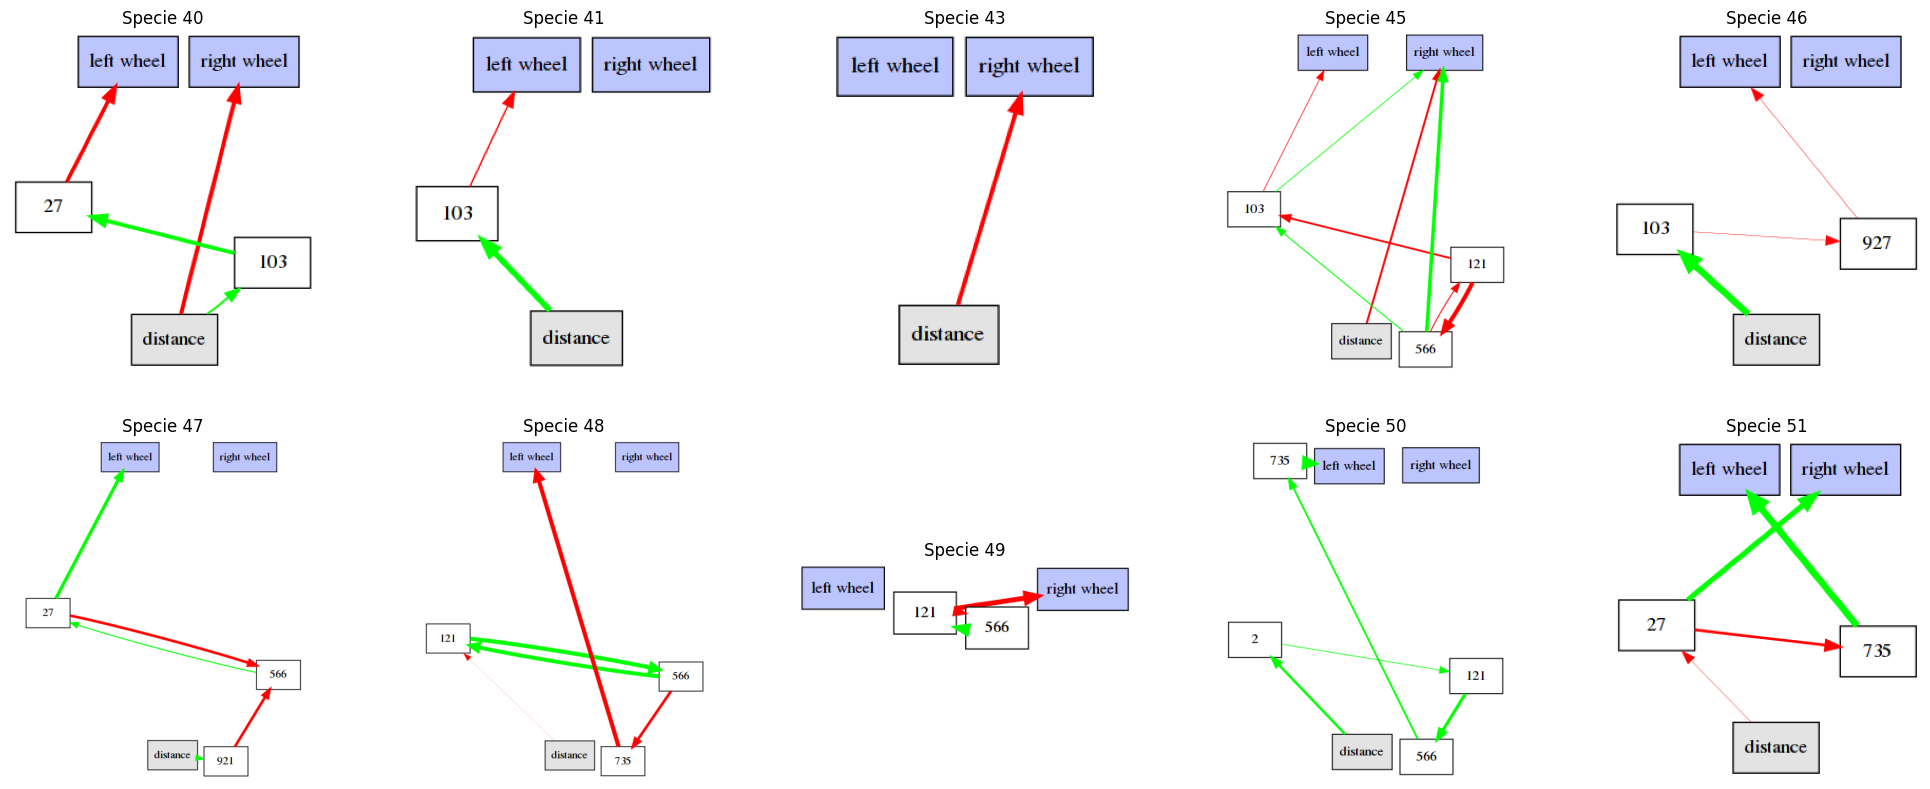 Specie 40
left wheel
right wheel
27
103
distance
Specie 41
left wheel
right wheel
103
distance
Specie 43
left wheel
right wheel
distance
Specie 45
left wheel
right wheel
103
121
distance
566
Specie 46
left wheel
right wheel
103
927
distance
Specie 47
left wheel
right wheel
27
566
distance
921
Specie 48
left wheel
right wheel
121
566
distance
735
Specie 49
left wheel
right wheel
121
566
Specie 50
735
left wheel
right wheel
2
121
distance
566
Specie 51
left wheel
right wheel
27
735
distance